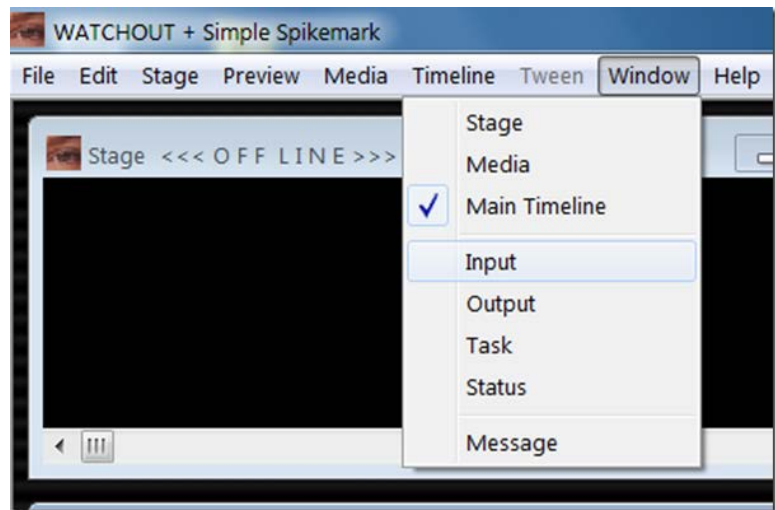 WATCHOUT + Simple Spikemark
File Edit Stage Preview Media Timeline Tween Window Help
Stage <<< O F F L I N E >>>
Stage
Media
Main Timeline
Input
Output
Task
Status
Message